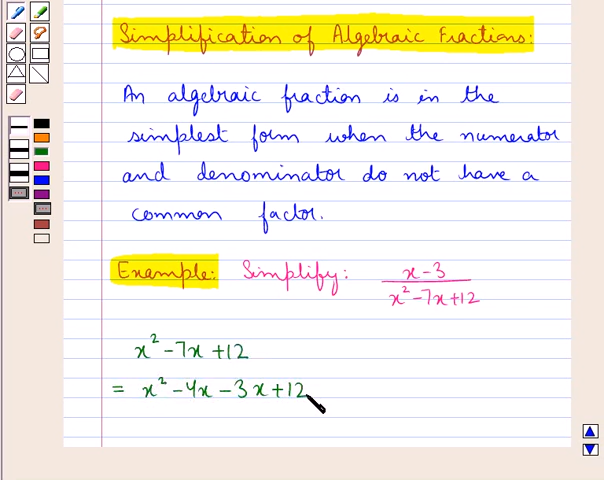 Simplification of Algebraic Fractions:
An algebraic fraction is in the
simplest form when the numerator
and denominator do not have a
common factor.
Example: Simplify: x-3
x²-7x+12
x²-7x+12
= x²-4x-3x+12